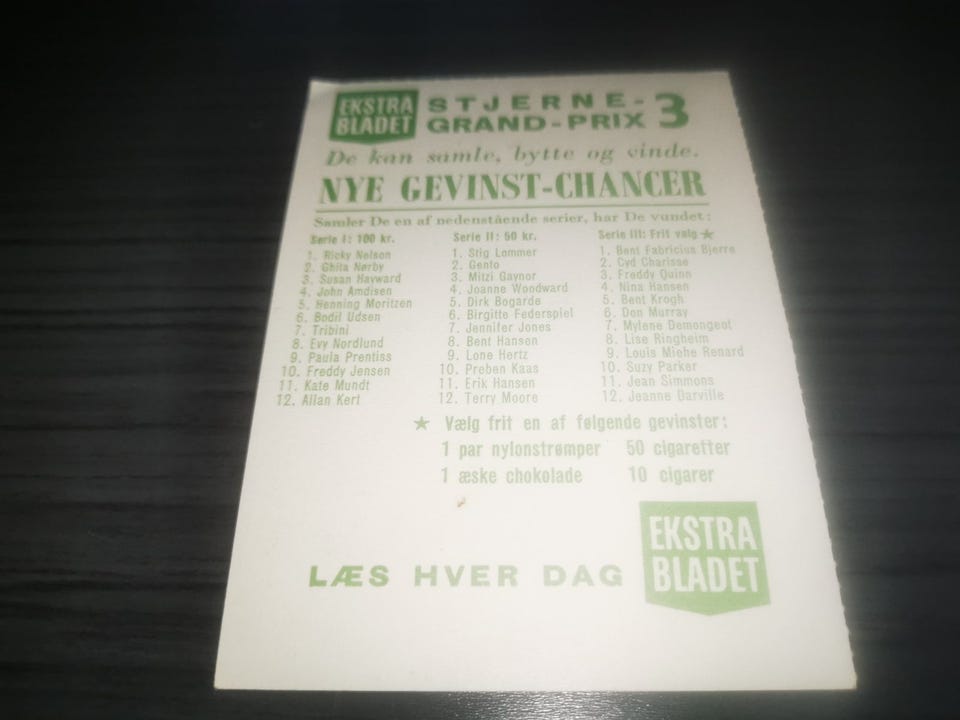 EKSTRA
BLADET
STJERNE-
GRAND-PRIX 3
De kan samle, bytte og vinde.
NYE GEVINST-CHANCER
Samler De en af nedenstående serier, har De vundet:
Serie I: 100 kr.
1. Ricky Nelson
2. Ghita Nørby
3. Susan Hayward
4. John Amdisen
5. Henning Moritzen
6. Bodil Udsen
7. Tribini
8. Evy Nordlund
9. Paula Prentiss
10. Freddy Jensen
11. Kate Mundt
12. Allan Kert
Serie II: 50 kr.
1. Stig Lommer
2. Gento
3. Mitzi Gaynor
4. Joanne Woodward
5. Dirk Bogarde
6. Birgitte Federspiel
7. Jennifer Jones
8. Bent Hansen
9. Lone Hertz
10. Preben Kaas
11. Erik Hansen
12. Terry Moore
Serie III: Frit valg ★
1. Bent Fabricius Bjerre
2. Cyd Charisse
3. Freddy Quinn
4. Nina Hansen
5. Bent Krogh
6. Don Murray
7. Mylene Demongeot
8. Lise Ringheim
9. Louis Miehe Renard
10. Suzy Parker
11. Jean Simmons
12. Jeanne Darville
★ Vælg frit en af følgende gevinster:
1 par nylonstrømper 50 cigaretter
1 æske chokolade 10 cigarer
LÆS HVER DAG
EKSTRA
BLADET